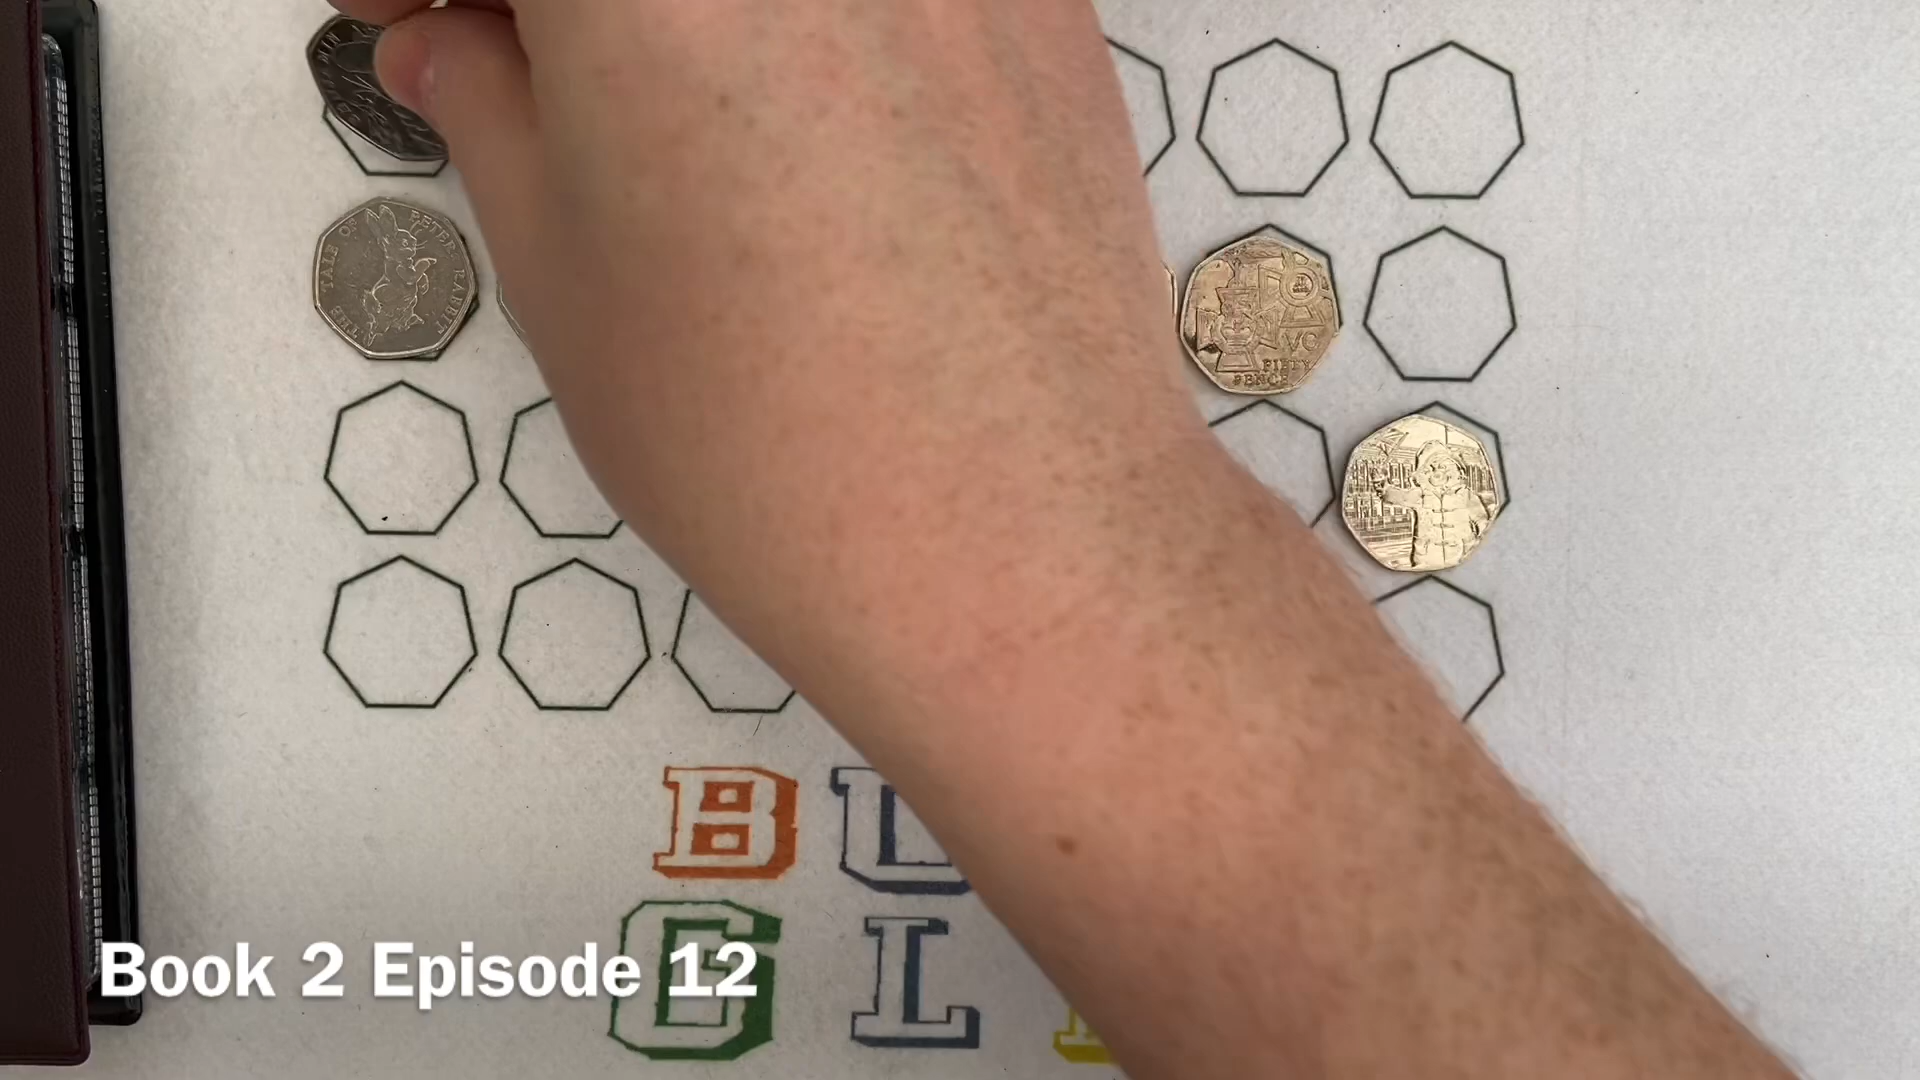 THE TALE OF PETER RABBIT
VC
FIFTY
PENCE
B
G L
Book 2 Episode 12